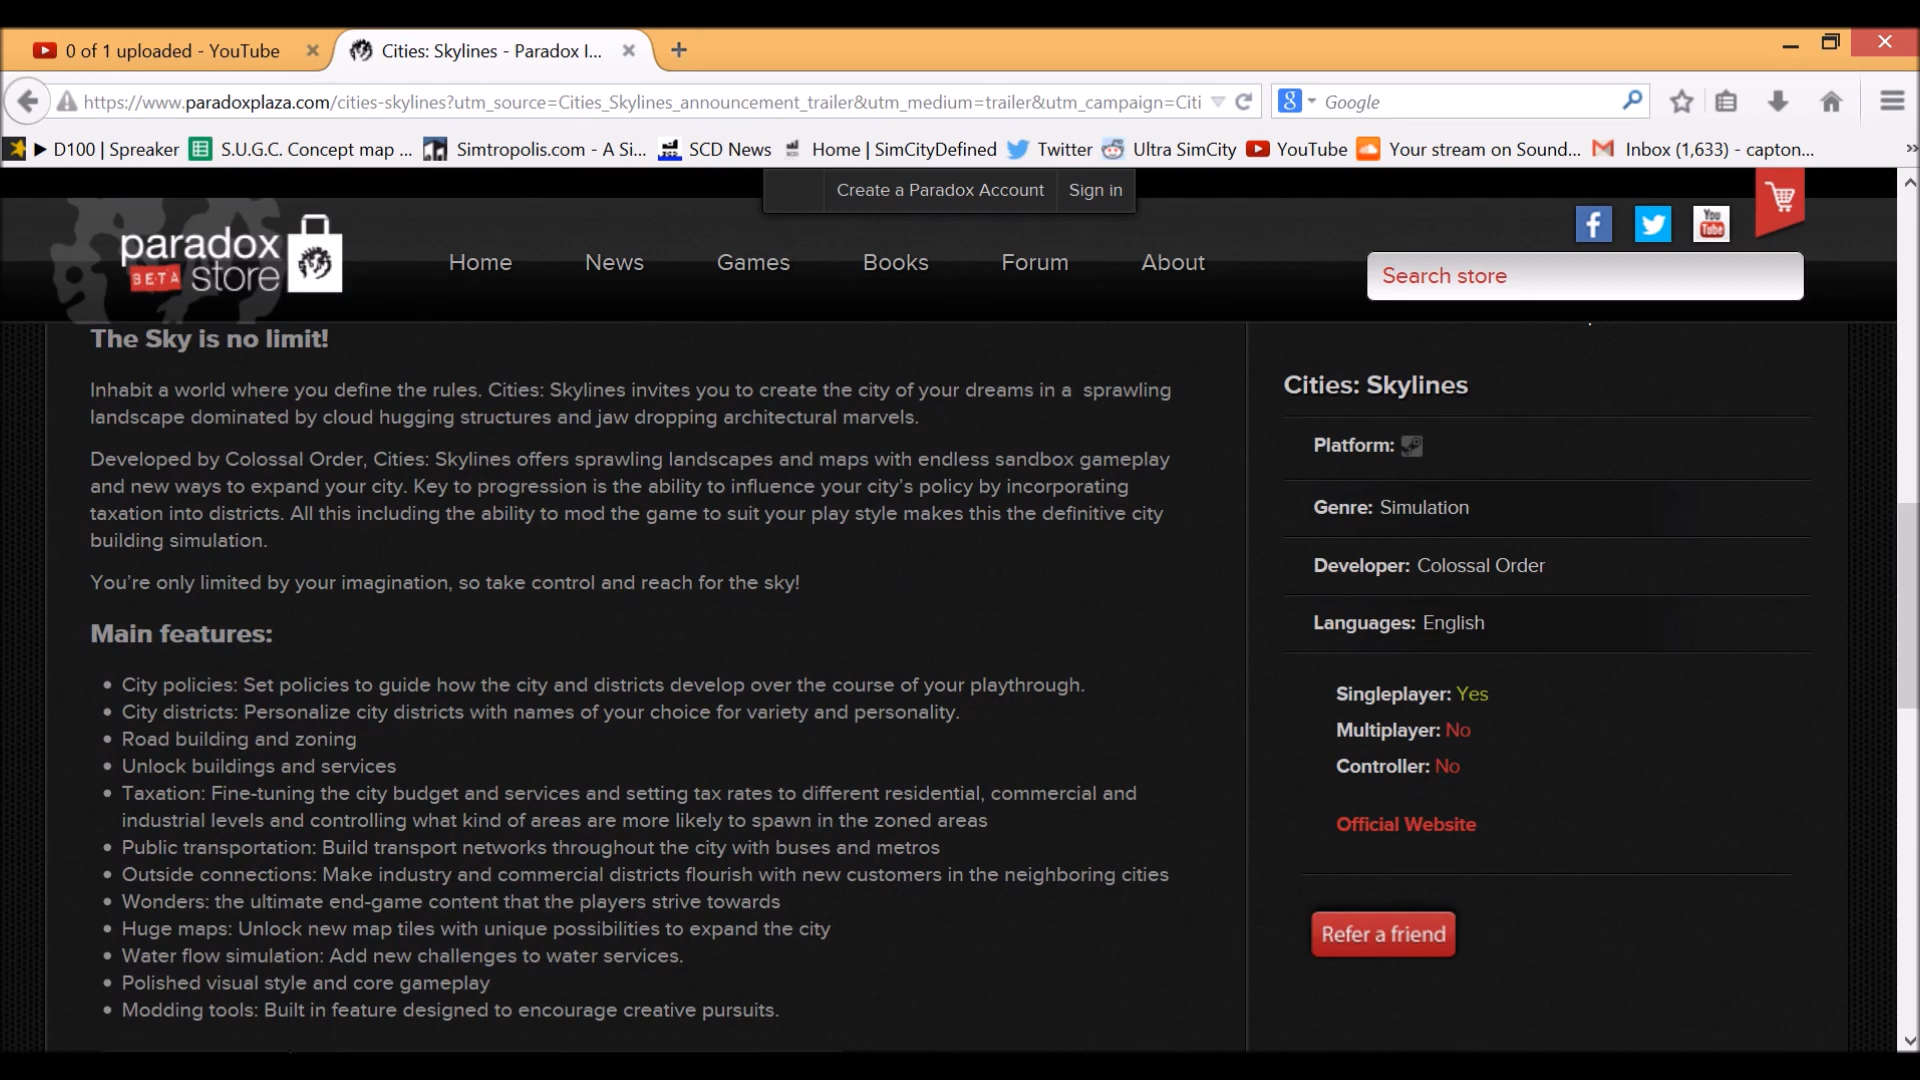 0 of 1 uploaded - YouTube
Cities: Skylines - Paradox I...
https://www.paradoxplaza.com/cities-skylines?utm_source=Cities_Skylines_announcement_trailer&utm_medium=trailer&utm_campaign=Citi
Google
D100 | Spreaker
S.U.G.C. Concept map ...
Simtropolis.com - A Si...
SCD News
Home | SimCityDefined
Twitter
Ultra SimCity
YouTube
Your stream on Sound...
Inbox (1,633) - capton...
Create a Paradox Account
Sign in
paradox
BETA store
Home
News
Games
Books
Forum
About
You
Tube
Search store
The Sky is no limit!
Inhabit a world where you define the rules. Cities: Skylines invites you to create the city of your dreams in a sprawling
landscape dominated by cloud hugging structures and jaw dropping architectural marvels.
Developed by Colossal Order, Cities: Skylines offers sprawling landscapes and maps with endless sandbox gameplay
and new ways to expand your city. Key to progression is the ability to influence your city's policy by incorporating
taxation into districts. All this including the ability to mod the game to suit your play style makes this the definitive city
building simulation.
You're only limited by your imagination, so take control and reach for the sky!
Main features:
City policies: Set policies to guide how the city and districts develop over the course of your playthrough.
City districts: Personalize city districts with names of your choice for variety and personality.
Road building and zoning
Unlock buildings and services
Taxation: Fine-tuning the city budget and services and setting tax rates to different residential, commercial and
industrial levels and controlling what kind of areas are more likely to spawn in the zoned areas
Public transportation: Build transport networks throughout the city with buses and metros
Outside connections: Make industry and commercial districts flourish with new customers in the neighboring cities
Wonders: the ultimate end-game content that the players strive towards
Huge maps: Unlock new map tiles with unique possibilities to expand the city
Water flow simulation: Add new challenges to water services.
Polished visual style and core gameplay
Modding tools: Built in feature designed to encourage creative pursuits.
Cities: Skylines
Platform:
Genre: Simulation
Developer: Colossal Order
Languages: English
Singleplayer: Yes
Multiplayer: No
Controller: No
Official Website
Refer a friend